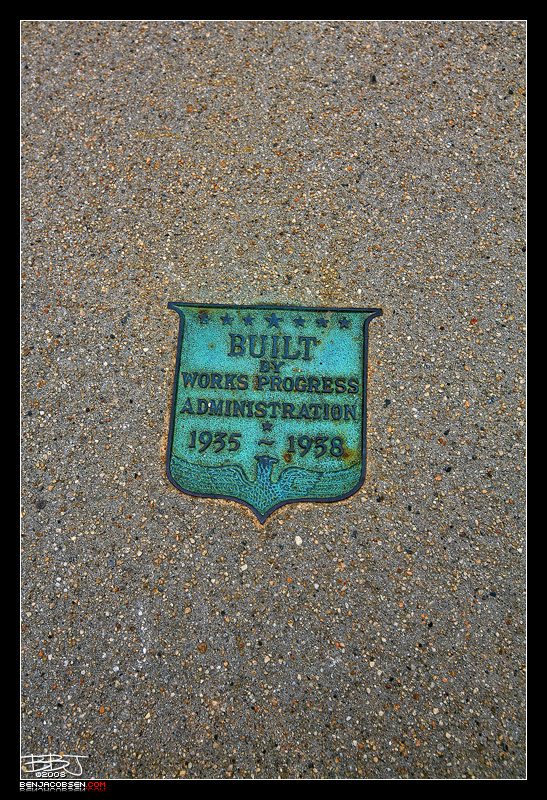 BUILT
BY
WORKS PROGRESS
ADMINISTRATION
1935 ~ 1938
BBJ
©2008
BENJACOBSEN.COM